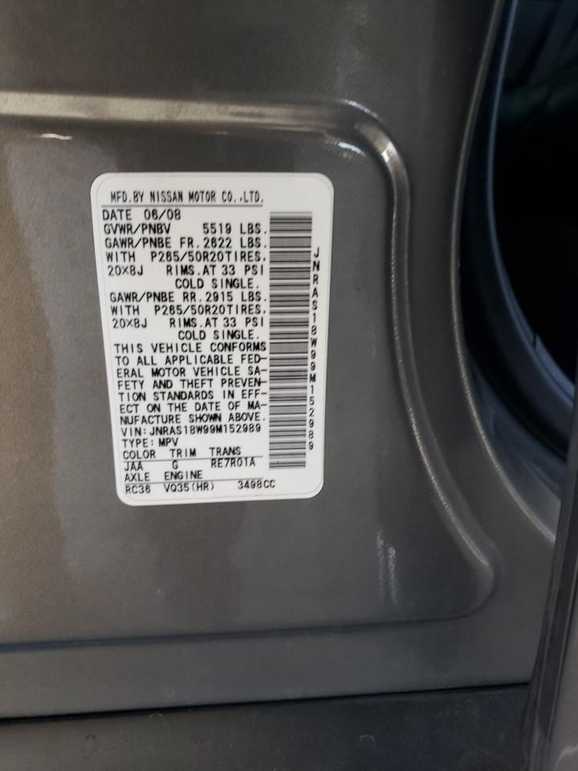 MFD.BY NISSAN MOTOR CO.,LTD.
DATE 06/08
GVWR/PNBV 5519 LBS.
GAWR/PNBE FR. 2622 LBS.
WITH P265/50R20TIRES,
20X8J RIMS.AT 33 PSI
COLD SINGLE.
GAWR/PNBE RR. 2915 LBS.
WITH P265/50R20TIRES,
20X8J RIMS.AT 33 PSI
COLD SINGLE.
THIS VEHICLE CONFORMS
TO ALL APPLICABLE FED-
ERAL MOTOR VEHICLE SA-
FETY AND THEFT PREVEN-
TION STANDARDS IN EFF-
ECT ON THE DATE OF MA-
NUFACTURE SHOWN ABOVE.
VIN: JNRAS18W99M152989
TYPE: MPV
COLOR TRIM TRANS
JAA G RE7R01A
AXLE ENGINE
RC36 VQ35(HR) 3498CC
JNRAS18W99M152989